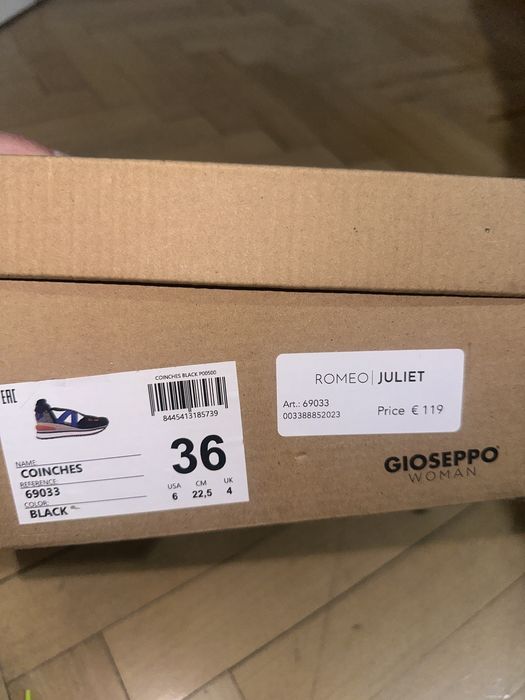 EAC
COINCHES BLACK P00500
8445413185739
NAME:
COINCHES
REFERENCE:
69033
COLOR:
BLACK
36
USA CM UK
6 22,5 4
ROMEO | JULIET
Art.: 69033
003388852023
Price € 119
GIOSEPPO
WOMAN